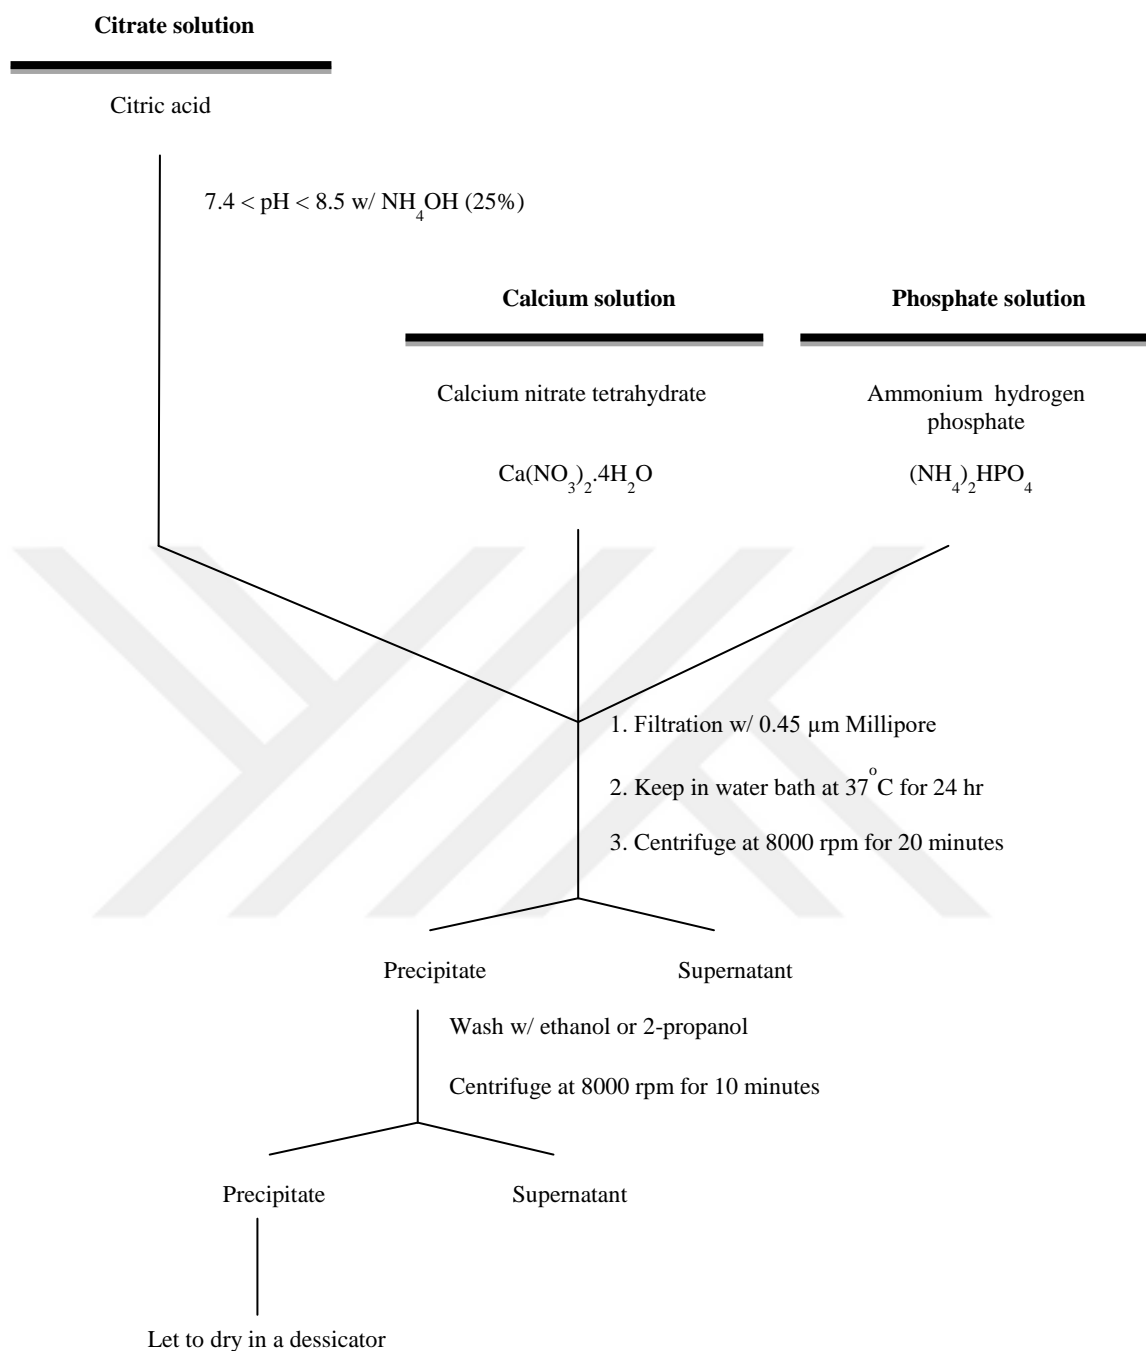 Citrate solution
Citric acid
7.4 < pH < 8.5 w/ NH4OH (25%)
Calcium solution
Phosphate solution
Calcium nitrate tetrahydrate
Ammonium hydrogen
phosphate
Ca(NO3)2.4H2O
(NH4)2HPO4
1. Filtration w/ 0.45 µm Millipore
2. Keep in water bath at 37°C for 24 hr
3. Centrifuge at 8000 rpm for 20 minutes
Precipitate
Supernatant
Wash w/ ethanol or 2-propanol
Centrifuge at 8000 rpm for 10 minutes
Precipitate
Supernatant
Let to dry in a dessicator